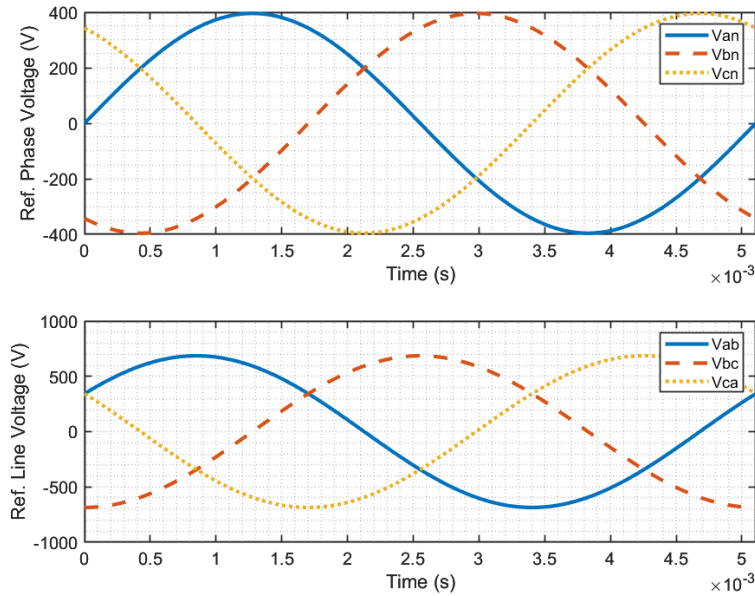 400
200
0
-200
-400
Ref. Phase Voltage (V)
Van
Vbn
Vcn
0 0.5 1 1.5 2 2.5 3 3.5 4 4.5 5
Time (s)
×10⁻³
1000
500
0
-500
-1000
Ref. Line Voltage (V)
Vab
Vbc
Vca
0 0.5 1 1.5 2 2.5 3 3.5 4 4.5 5
Time (s)
×10⁻³